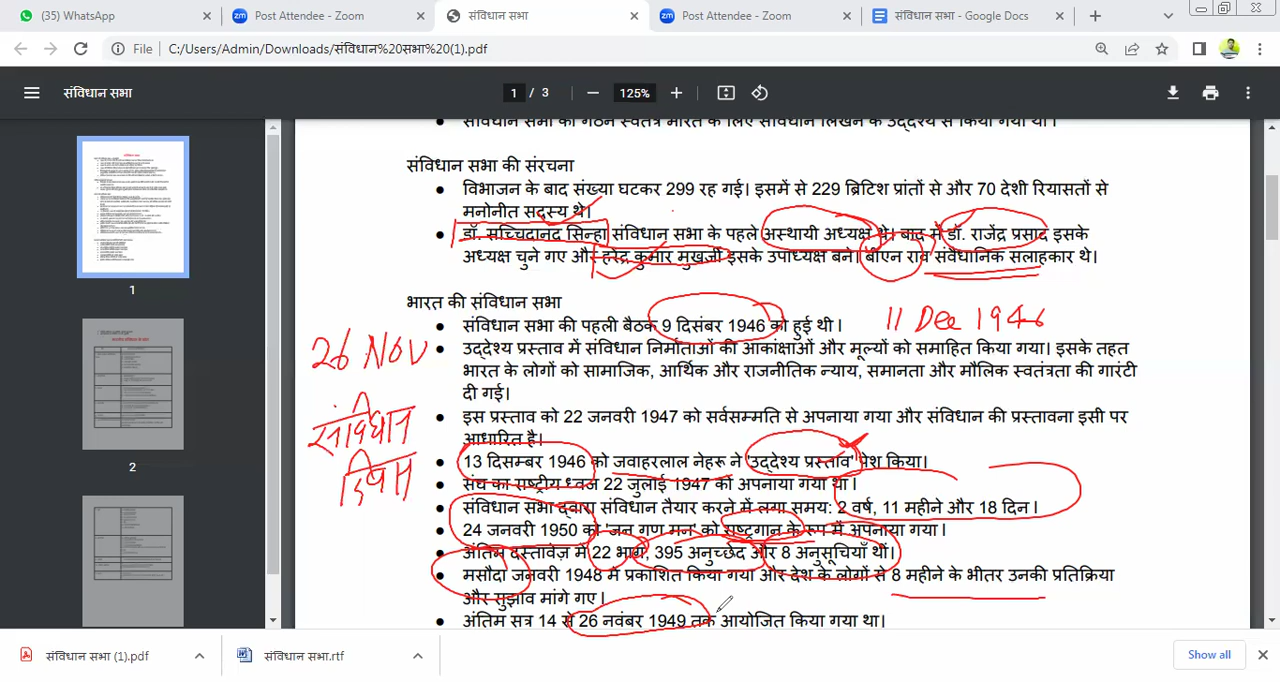 (35) WhatsApp
Post Attendee - Zoom
संविधान सभा
Post Attendee - Zoom
संविधान सभा - Google Docs
File
C:/Users/Admin/Downloads/संविधान%20सभा%20(1).pdf
संविधान सभा
1 / 3
125%
1
2
संविधान सभा का गठन स्वतंत्र भारत के लिए संविधान लिखने के उद्देश्य से किया गया था।
संविधान सभा की संरचना
विभाजन के बाद संख्या घटकर 299 रह गई। इसमें से 229 ब्रिटिश प्रांतों से और 70 देशी रियासतों से
मनोनीत सदस्य थे।
डॉ. सच्चिदानंद सिन्हा संविधान सभा के पहले अस्थायी अध्यक्ष थे। बाद में डॉ. राजेंद्र प्रसाद इसके
अध्यक्ष चुने गए और हरेंद्र कुमार मुखर्जी इसके उपाध्यक्ष बने। बीएन राव संवैधानिक सलाहकार थे।
भारत की संविधान सभा
संविधान सभा की पहली बैठक 9 दिसंबर 1946 को हुई थी।
11 Dec 1946
26 NOV
उद्देश्य प्रस्ताव में संविधान निर्माताओं की आकांक्षाओं और मूल्यों को समाहित किया गया। इसके तहत
भारत के लोगों को सामाजिक, आर्थिक और राजनीतिक न्याय, समानता और मौलिक स्वतंत्रता की गारंटी
दी गई।
संविधान
दिवस
इस प्रस्ताव को 22 जनवरी 1947 को सर्वसम्मति से अपनाया गया और संविधान की प्रस्तावना इसी पर
आधारित है।
13 दिसम्बर 1946 को जवाहरलाल नेहरू ने 'उद्देश्य प्रस्ताव' पेश किया।
संघ का राष्ट्रीय ध्वज 22 जुलाई 1947 को अपनाया गया था।
संविधान सभा द्वारा संविधान तैयार करने में लगा समय: 2 वर्ष, 11 महीने और 18 दिन।
24 जनवरी 1950 को 'जन गण मन' को राष्ट्रगान के रूप में अपनाया गया।
अंतिम दस्तावेज़ में 22 भाग, 395 अनुच्छेद और 8 अनुसूचियाँ थीं।
मसौदा जनवरी 1948 में प्रकाशित किया गया और देश के लोगों से 8 महीने के भीतर उनकी प्रतिक्रिया
और सुझाव मांगे गए।
अंतिम सत्र 14 से 26 नवंबर 1949 तक आयोजित किया गया था।
संविधान सभा (1).pdf
संविधान सभा.rtf
Show all